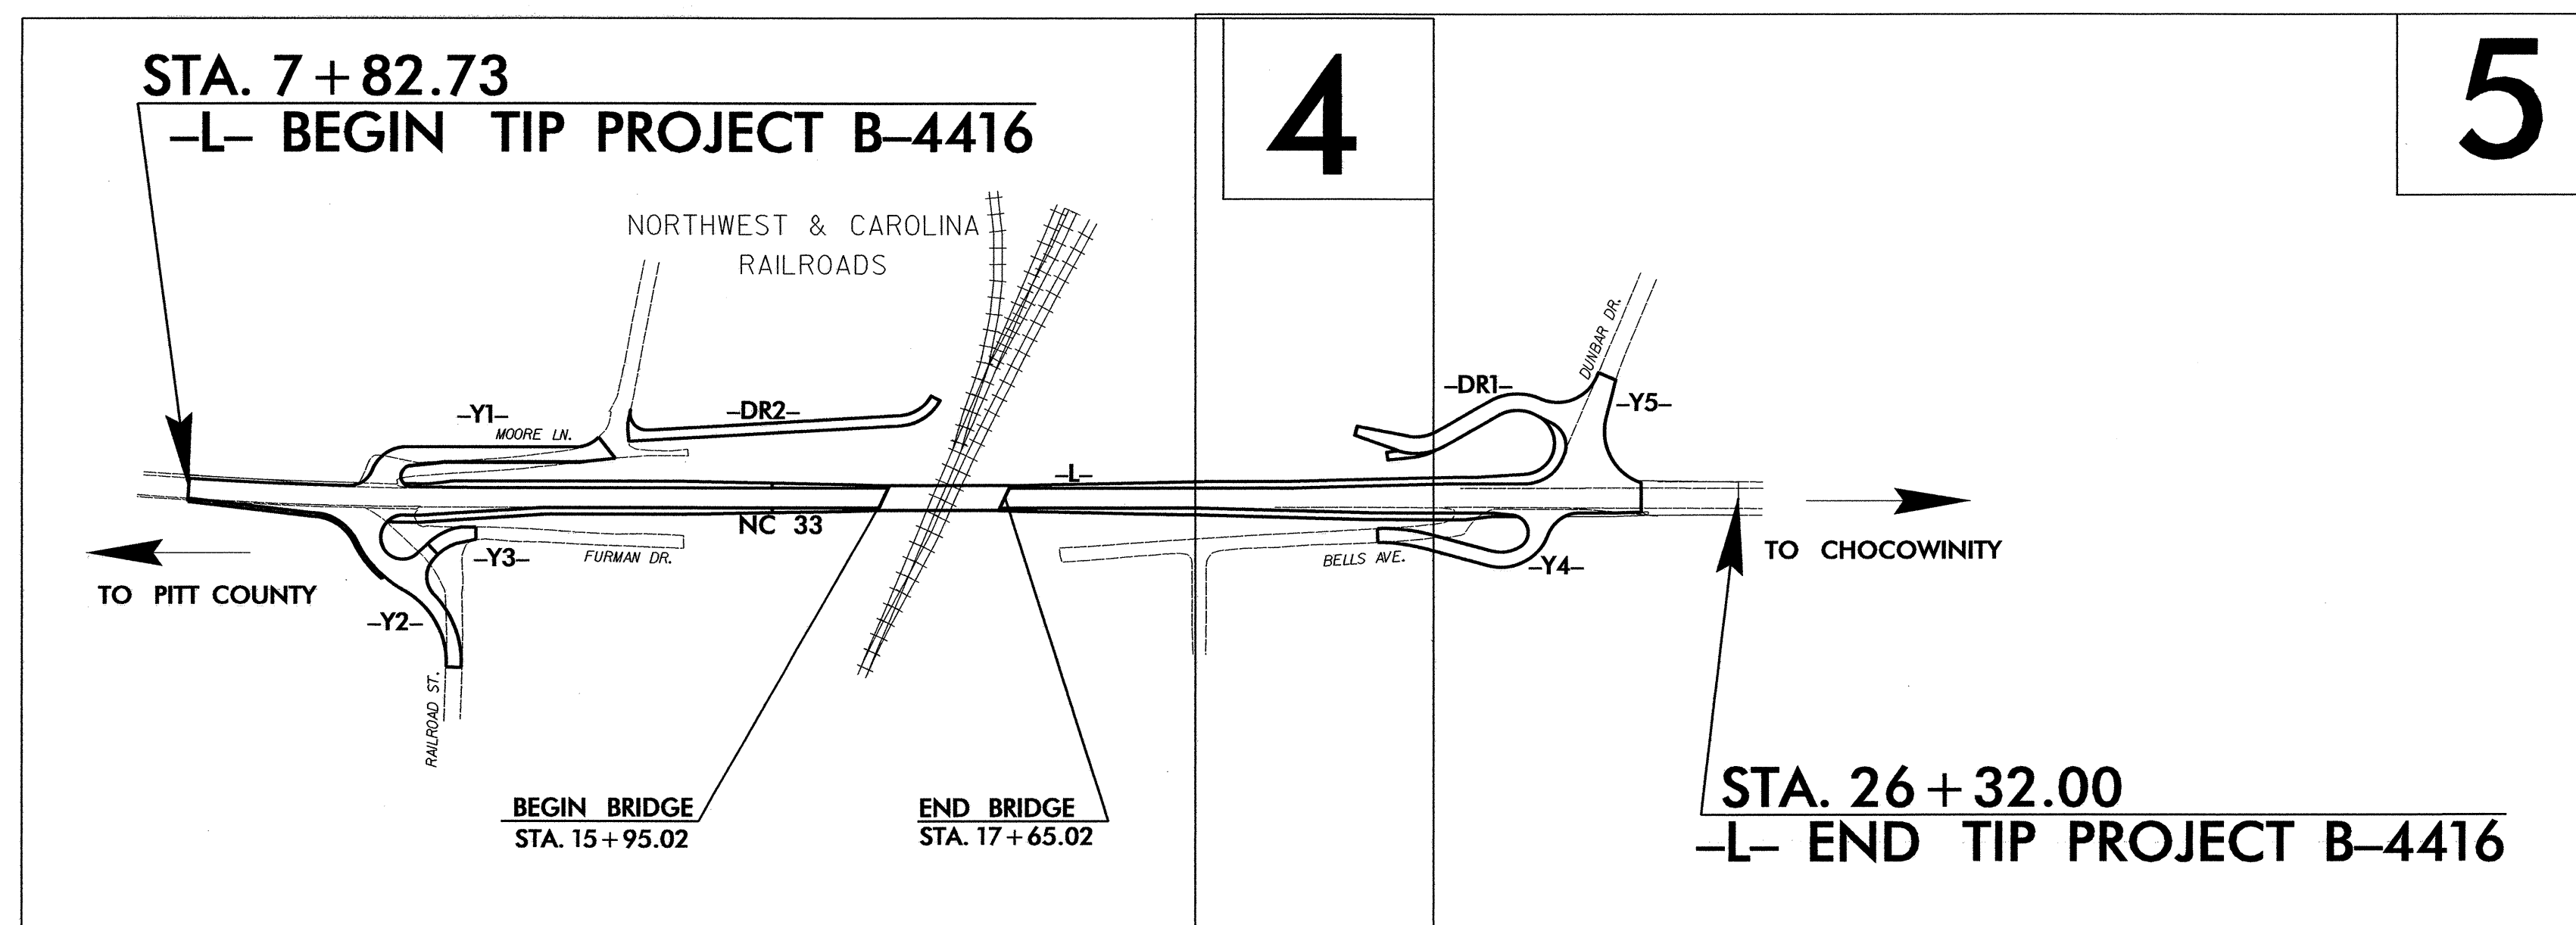 STA. 7+82.73
-L- BEGIN TIP PROJECT B-4416
4
5
NORTHWEST & CAROLINA
RAILROADS
DUNBAR DR.
-Y1-
MOORE LN.
-DR2-
-DR1-
-Y5-
-L-
NC 33
-Y3-
FURMAN DR.
BELLS AVE.
-Y4-
TO CHOCOWINITY
TO PITT COUNTY
-Y2-
RAILROAD ST.
BEGIN BRIDGE
STA. 15+95.02
END BRIDGE
STA. 17+65.02
STA. 26+32.00
-L- END TIP PROJECT B-4416